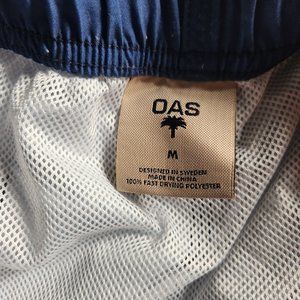 OAS
M
DESIGNED IN SWEDEN
MADE IN CHINA
100% FAST DRYING POLYESTER